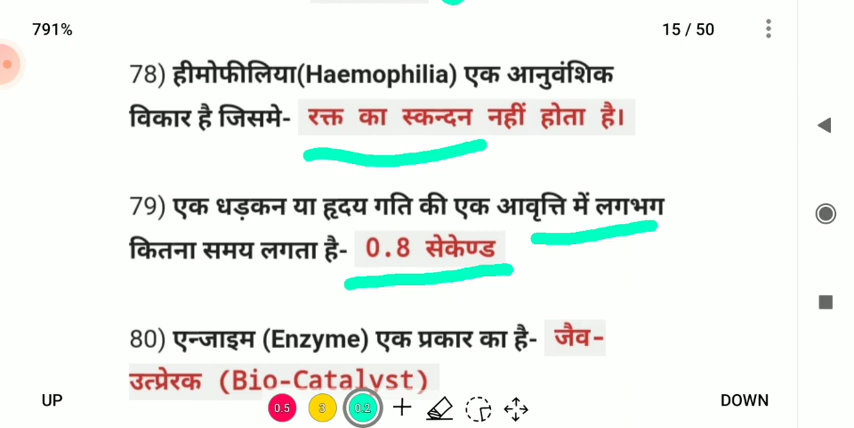 791%
15 / 50
78) हीमोफीलिया(Haemophilia) एक आनुवंशिक
विकार है जिसमे- रक्त का स्कन्दन नहीं होता है।
79) एक धड़कन या हृदय गति की एक आवृत्ति में लगभग
कितना समय लगता है- 0.8 सेकेण्ड
80) एन्जाइम (Enzyme) एक प्रकार का है- जैव-
उत्प्रेरक (Bio-Catalyst)
UP
0.5
3
0.2
DOWN